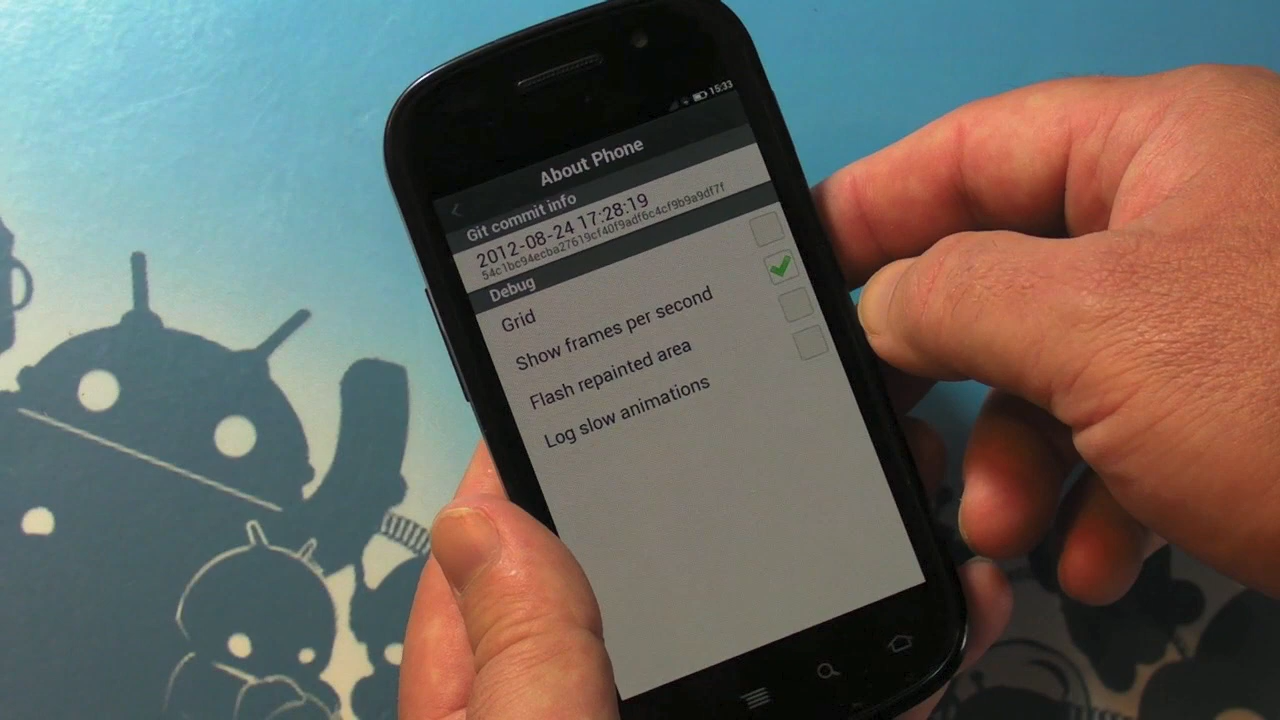 15:33
About Phone
Git commit info
2012-08-24 17:28:19
54c1bc94ecba27619cf40f9adf6c4cf9b9a9df7f
Debug
Grid
Show frames per second
Flash repainted area
Log slow animations